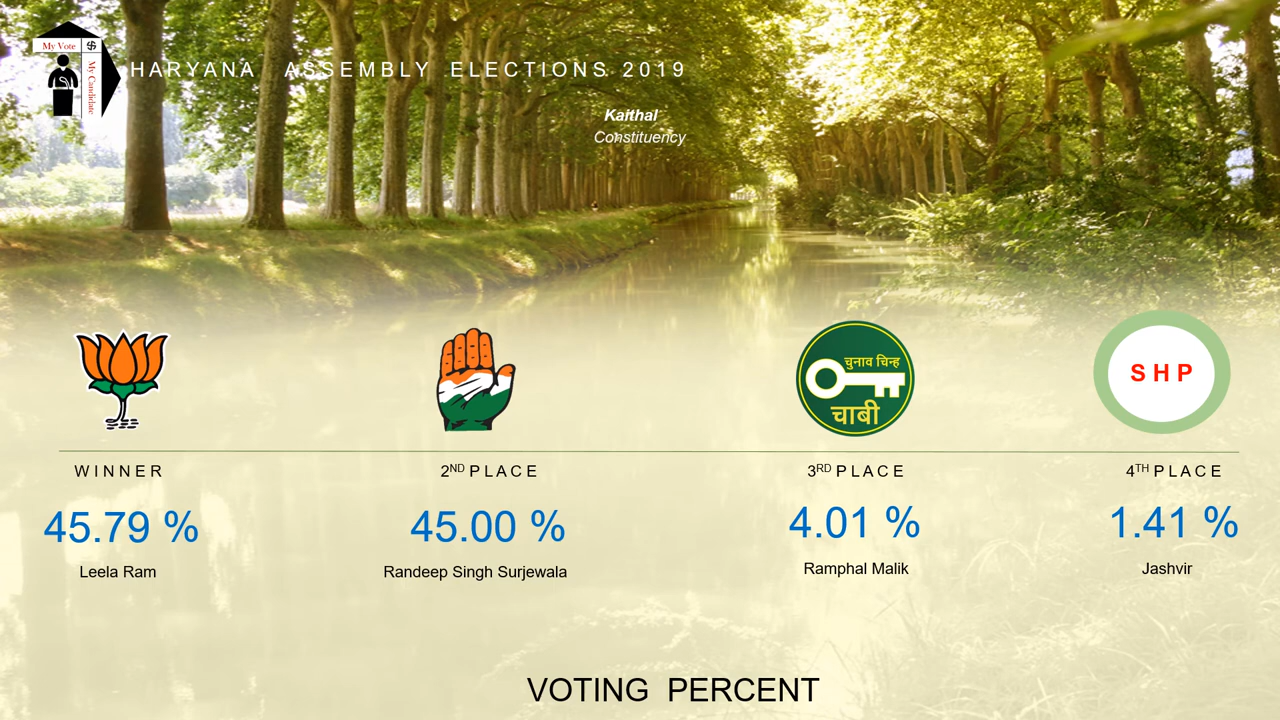 My Vote
My Candidate
HARYANA ASSEMBLY ELECTIONS 2019
Kaithal
Constituency
चुनाव चिन्ह
चाबी
SHP
WINNER
2ND PLACE
3RD PLACE
4TH PLACE
45.79 %
45.00 %
4.01 %
1.41 %
Leela Ram
Randeep Singh Surjewala
Ramphal Malik
Jashvir
VOTING PERCENT